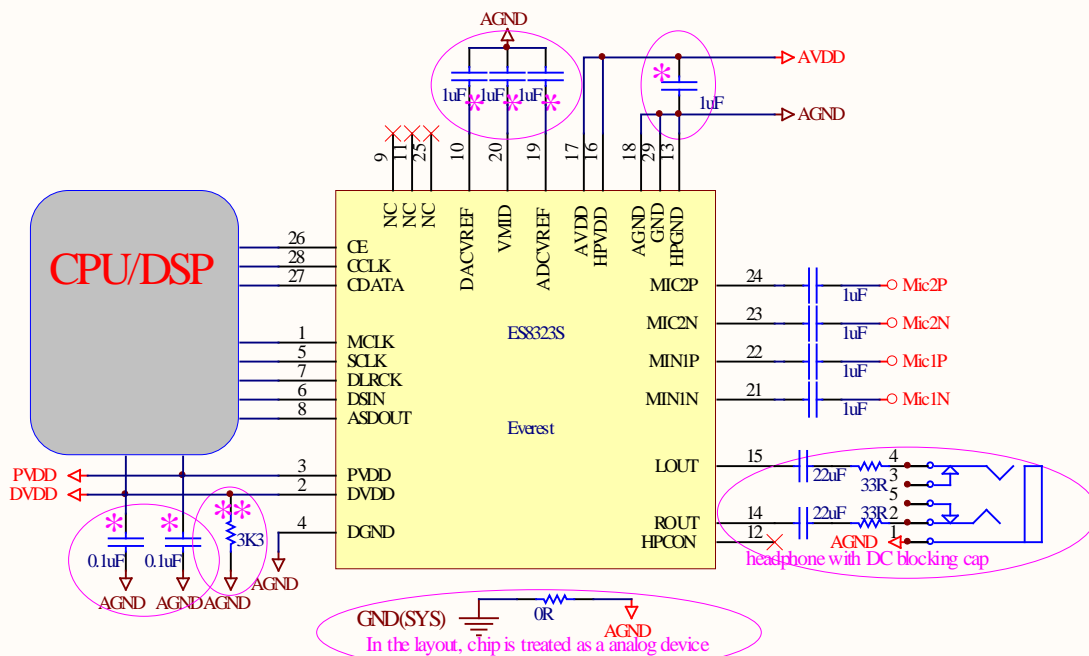 AGND
AVDD
1uF 1uF 1uF
1uF
AGND
9 11 25 10 20 19 17 16 18 29 13
NC NC NC DACVREF VMID ADCVREF AVDD HPVDD AGND GND HPGND
CPU/DSP
26 CE
28 CCLK
27 CDATA
1 MCLK
5 SCLK
7 DLRCK
6 DSIN
8 ASDOUT
3 PVDD
2 DVDD
4 DGND
ES8323S
Everest
MIC2P 24 1uF Mic2P
MIC2N 23 1uF Mic2N
MIN1P 22 1uF Mic1P
MIN1N 21 1uF Mic1N
LOUT 15 22uF 33R 4
3
5
ROUT 14 22uF 33R 2
HPCON 12 AGND 1
headphone with DC blocking cap
PVDD
DVDD
0.1uF 0.1uF 3K3
AGND AGND AGND AGND
GND(SYS) 0R AGND
In the layout, chip is treated as a analog device